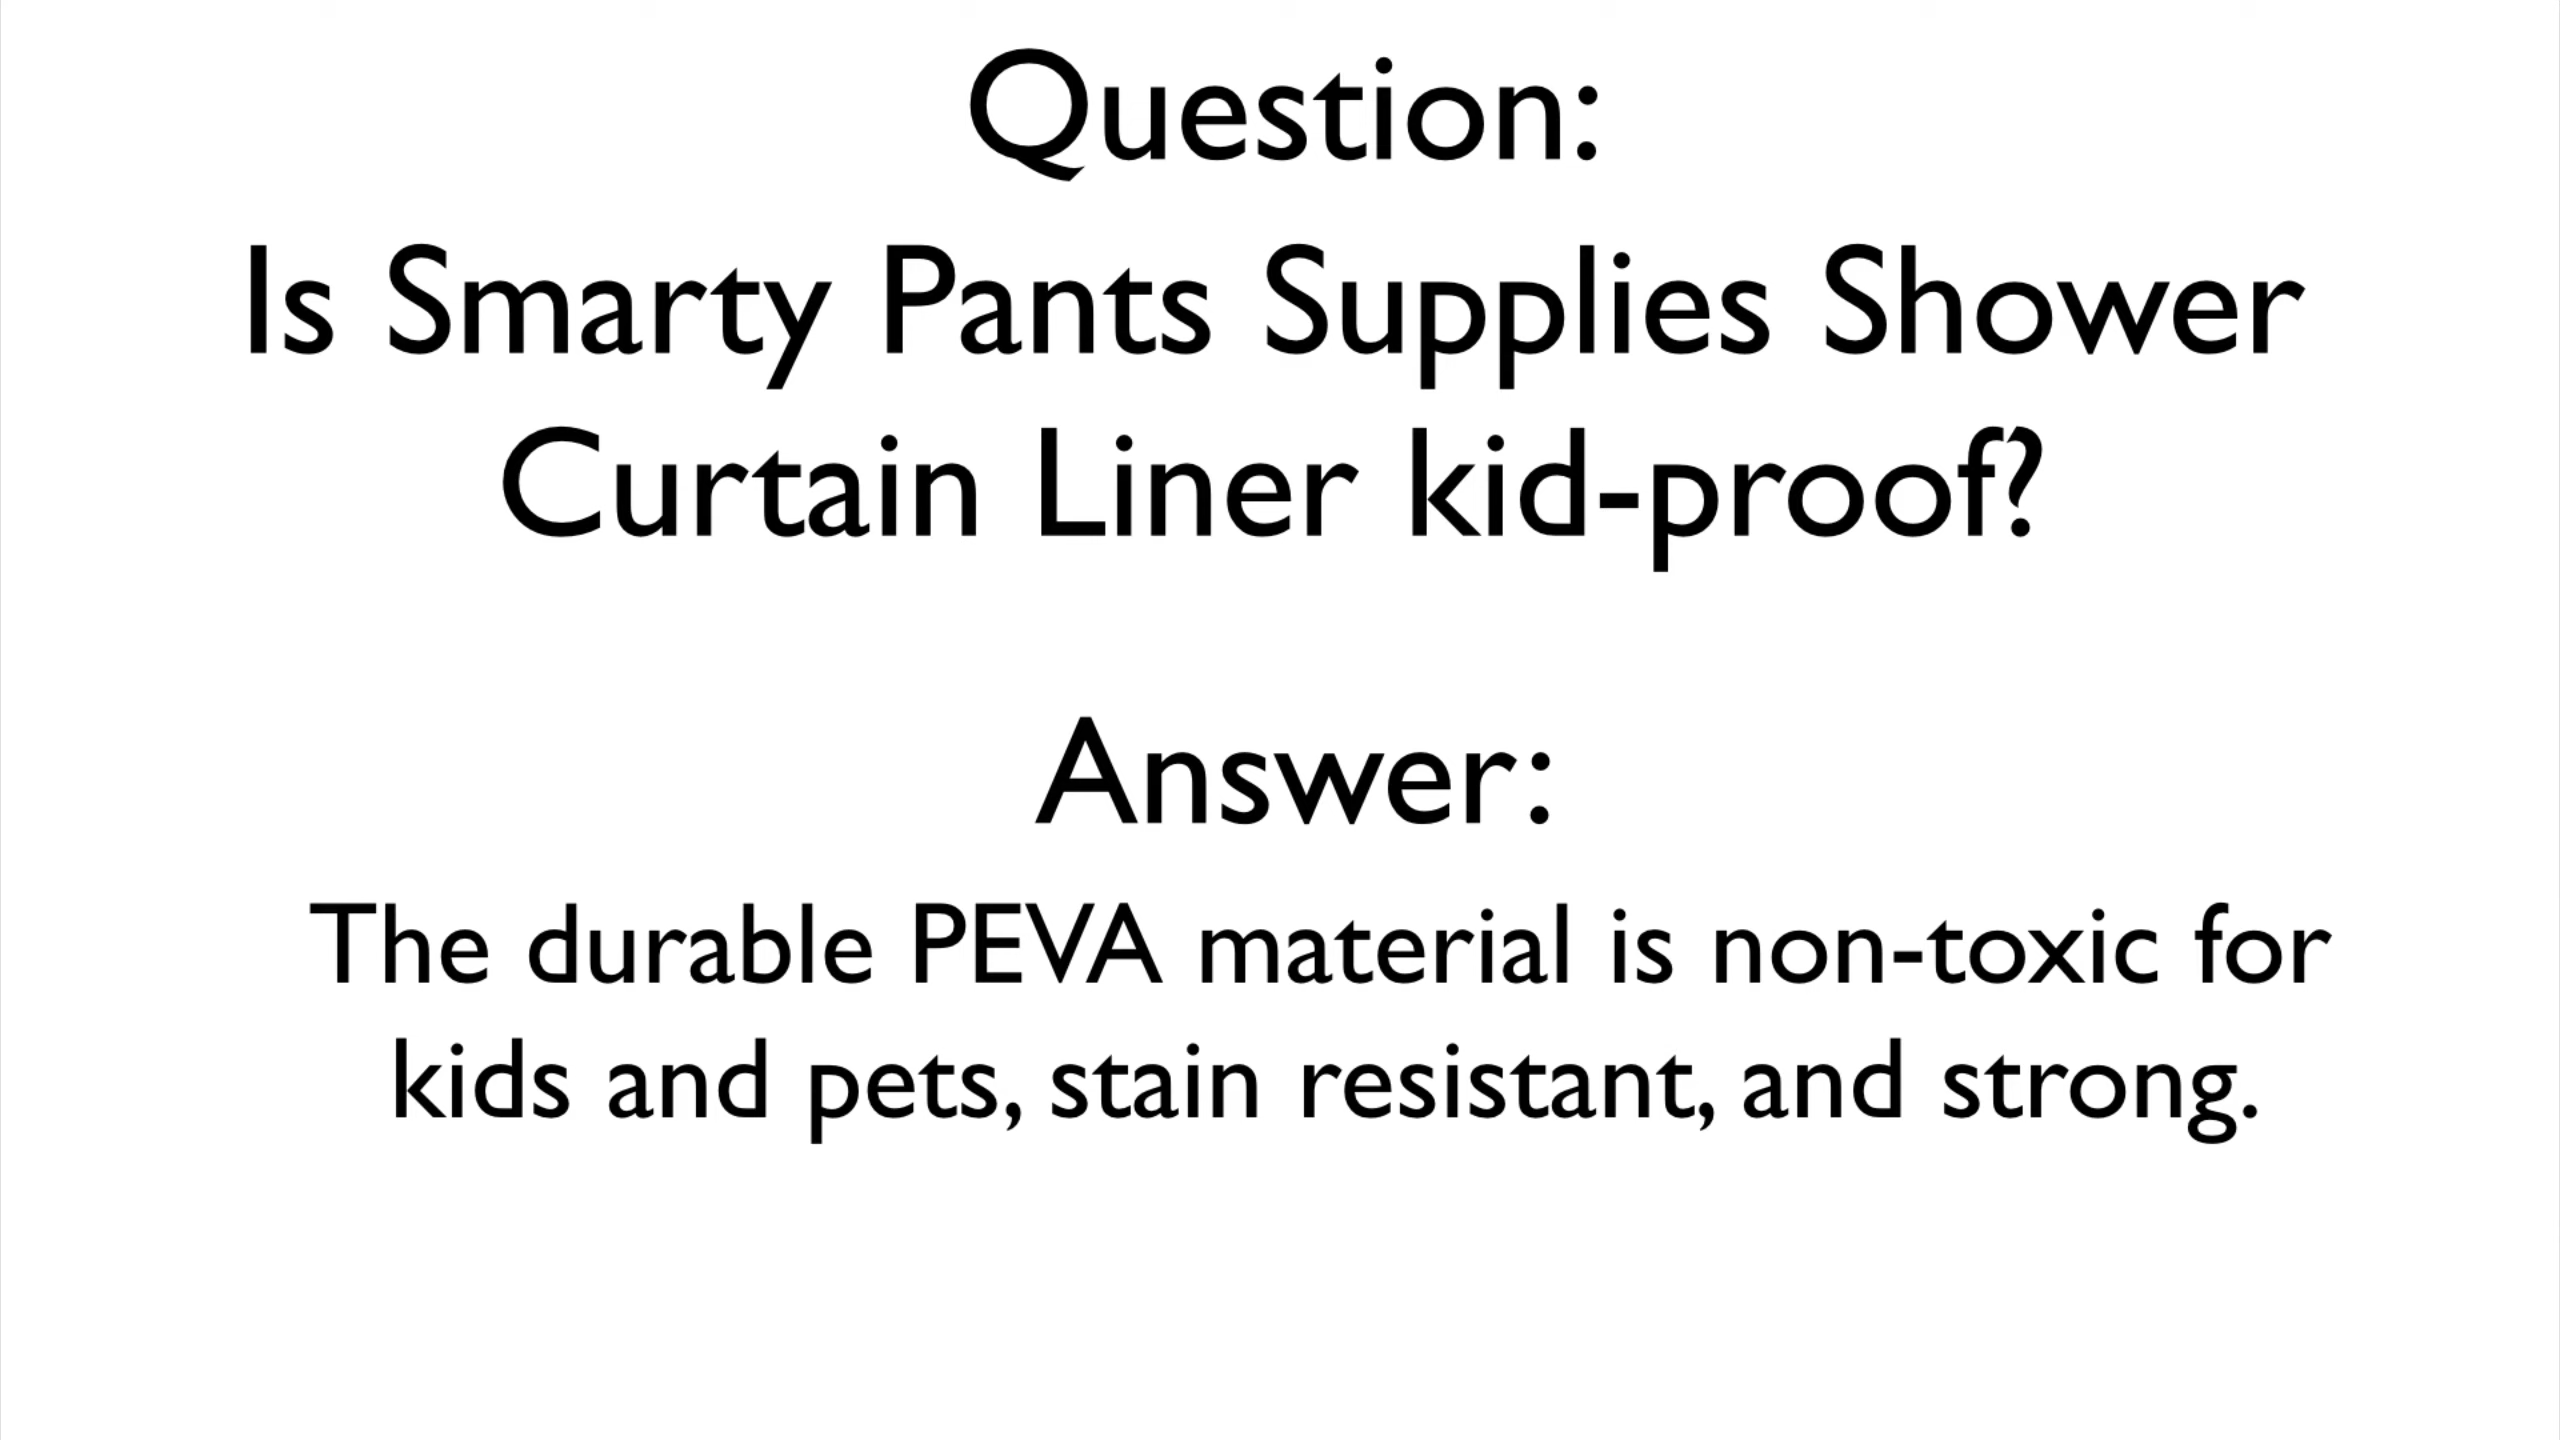 Question:
Is Smarty Pants Supplies Shower
Curtain Liner kid-proof?
Answer:
The durable PEVA material is non-toxic for
kids and pets, stain resistant, and strong.